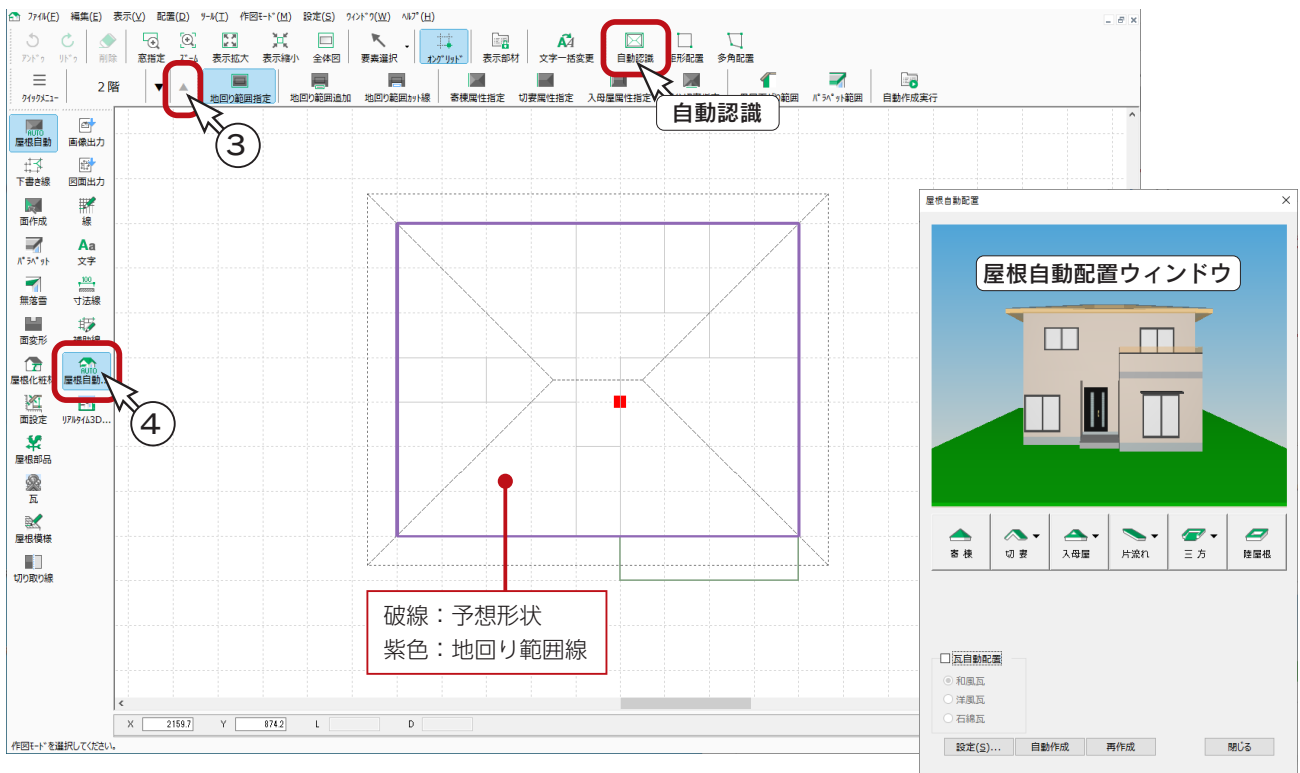 ﾌｧｲﾙ(F) 編集(E) 表示(V) 配置(D) ﾂｰﾙ(T) 作図ﾓｰﾄﾞ(M) 設定(S) ｳｨﾝﾄﾞｳ(W) ﾍﾙﾌﾟ(H)
ｱﾝﾄﾞｩ ﾘﾄﾞｩ 削除 窓指定 ｽﾞｰﾑ 表示拡大 表示縮小 全体図 要素選択 ｵﾝｸﾞﾘｯﾄﾞ 表示部材 文字一括変更 自動認識 矩形配置 多角配置
ｸｲｯｸﾒﾆｭｰ 2 階 ▼ ▲ 地回り範囲指定 地回り範囲追加 地回り範囲ｶｯﾄ線 寄棟属性指定 切妻属性指定 入母屋属性指定 範囲 ﾊﾟﾗﾍﾟｯﾄ範囲 自動作成実行
自動認識
③
屋根自動 画像出力
下書き線 図面出力
面作成 線
ﾊﾟﾗﾍﾟｯﾄ Aa 文字
無落雪 100 寸法線
面変形 補助線
屋根化粧材 屋根自動...
面設定 ﾘｱﾙﾀｲﾑ3D...
屋根部品
瓦
屋根模様
切り取り線
④
破線：予想形状
紫色：地回り範囲線
X 2159.7 Y 874.2 L D
作図ﾓｰﾄﾞを選択してください。
屋根自動配置
屋根自動配置ウィンドウ
寄 棟 切 妻 入母屋 片流れ 三 方 陸屋根
瓦自動配置
和風瓦
洋風瓦
石綿瓦
設定(S)... 自動作成 再作成 閉じる